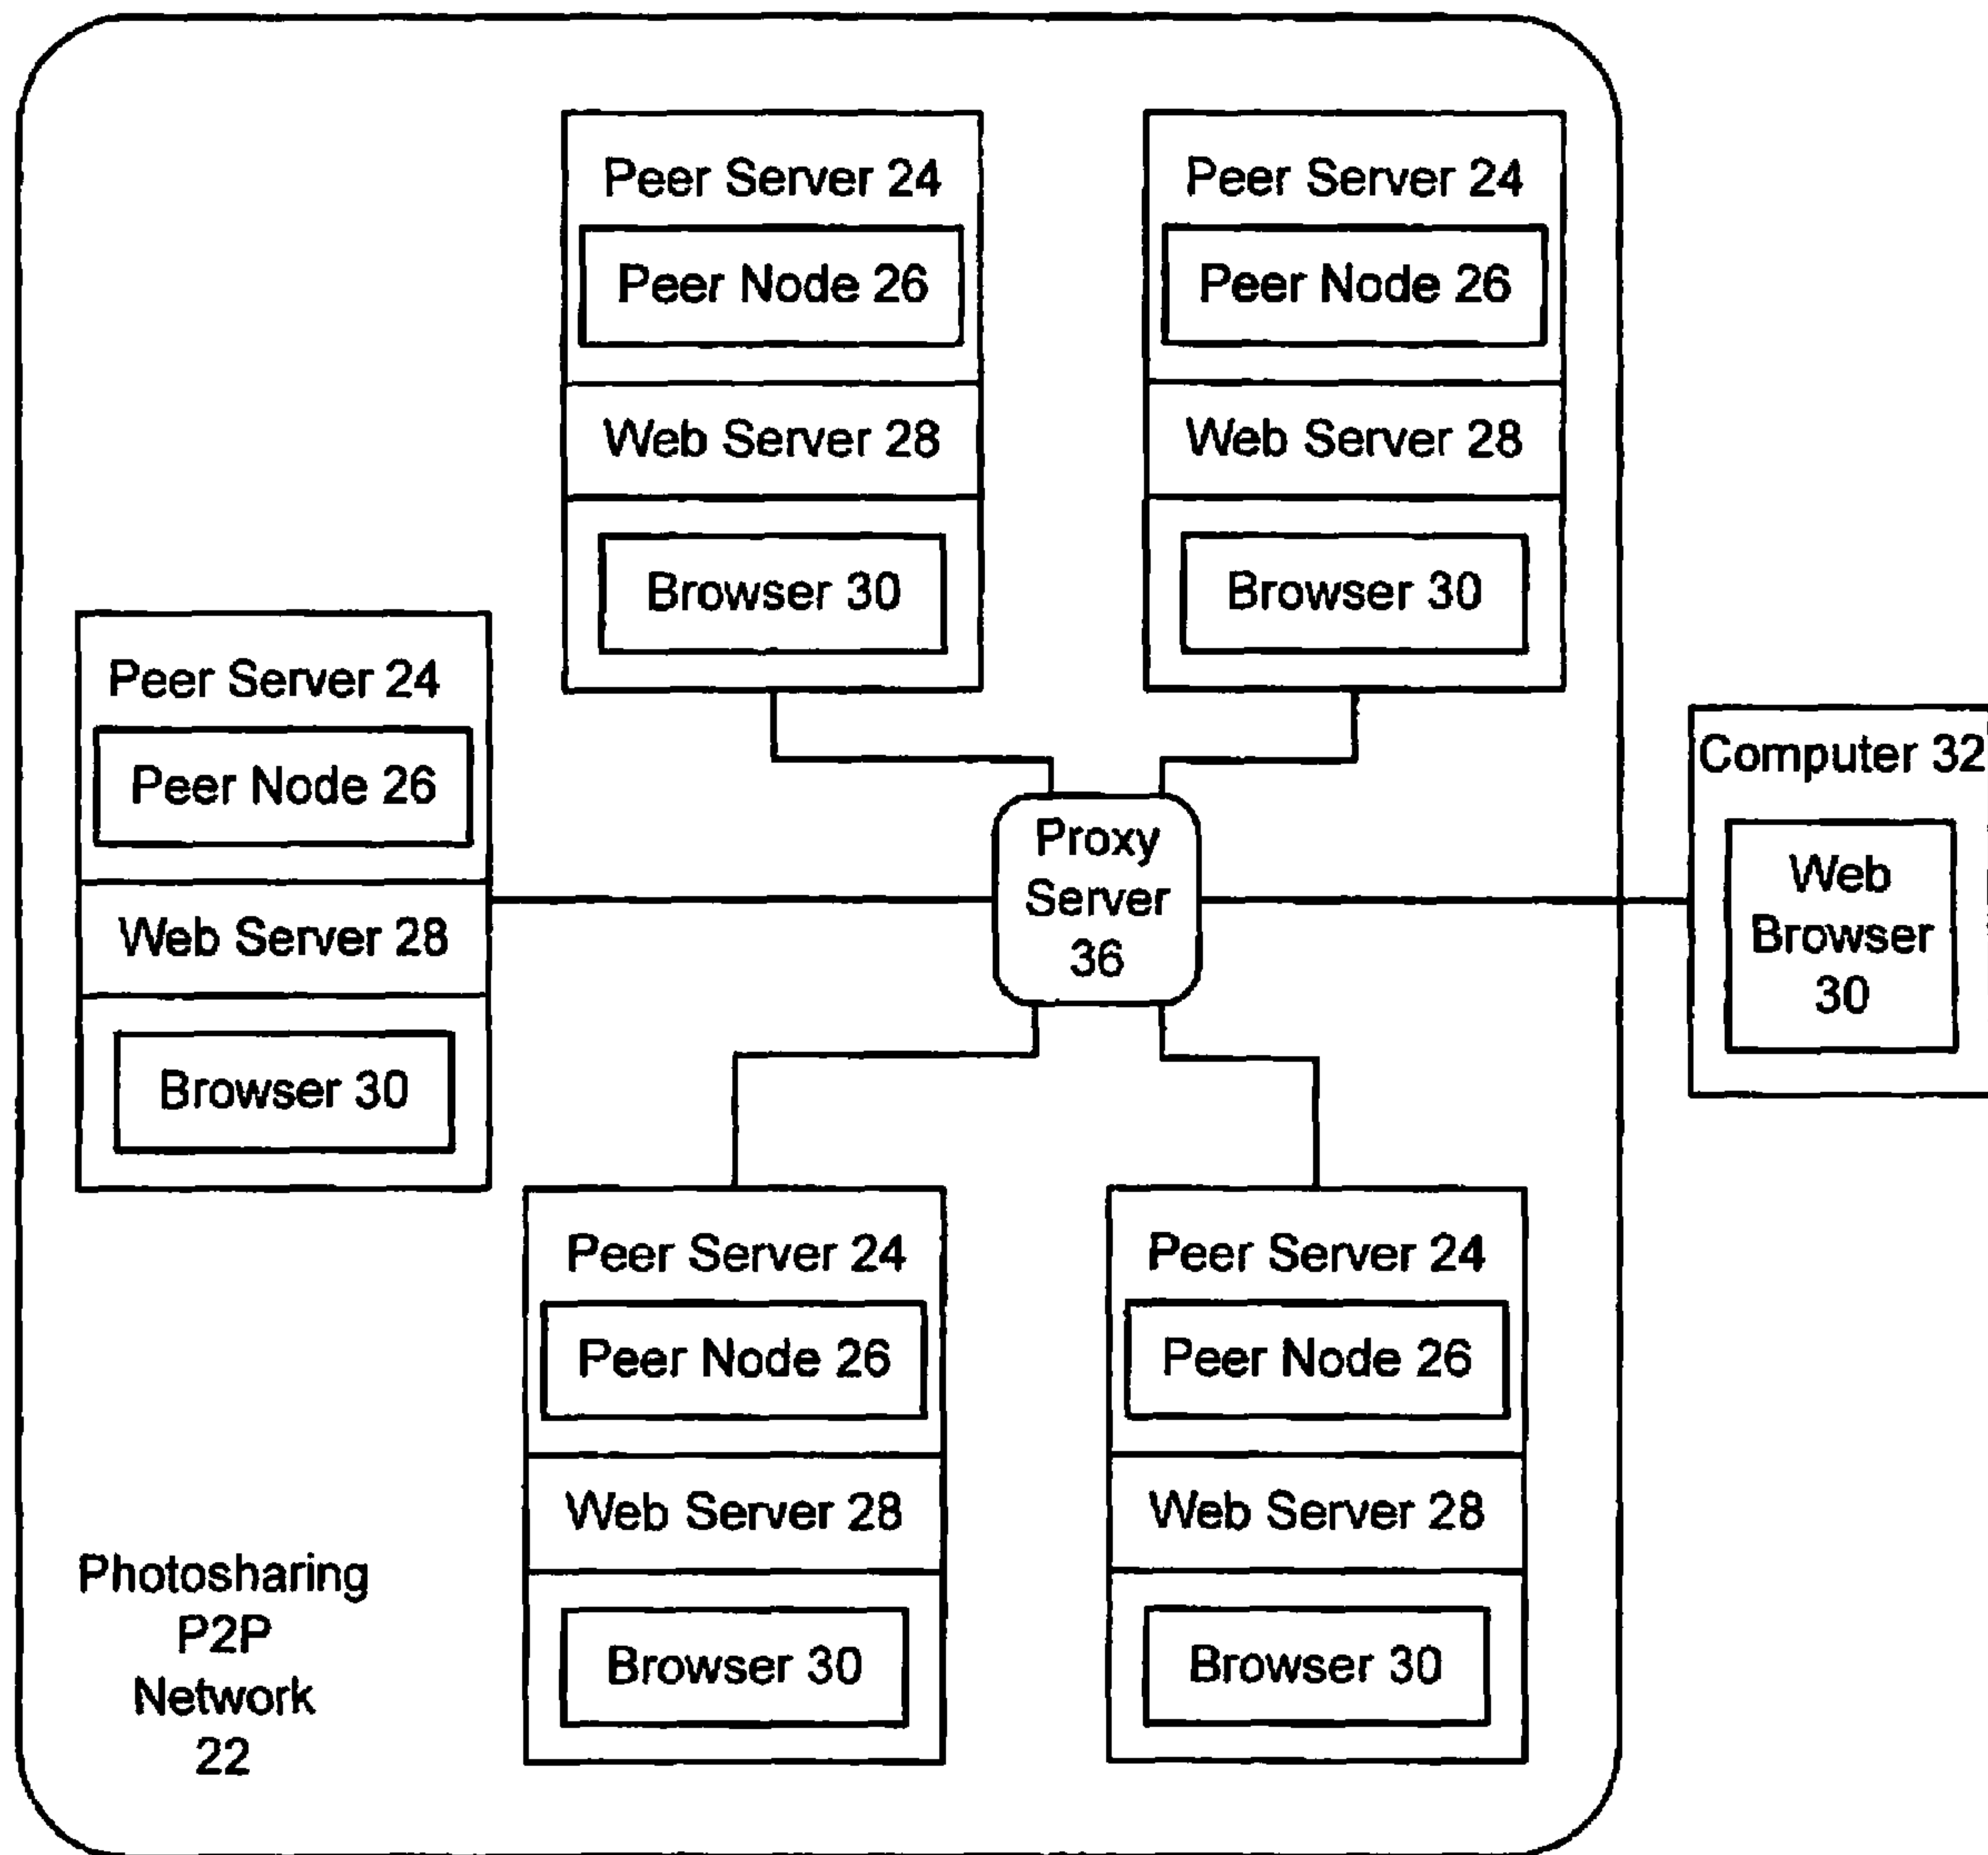 Peer Server 24
Peer Node 26
Web Server 28
Browser 30
Peer Server 24
Peer Node 26
Web Server 28
Browser 30
Peer Server 24
Peer Node 26
Web Server 28
Browser 30
Proxy
Server
36
Computer 32
Web
Browser
30
Peer Server 24
Peer Node 26
Web Server 28
Browser 30
Peer Server 24
Peer Node 26
Web Server 28
Browser 30
Photosharing
P2P
Network
22